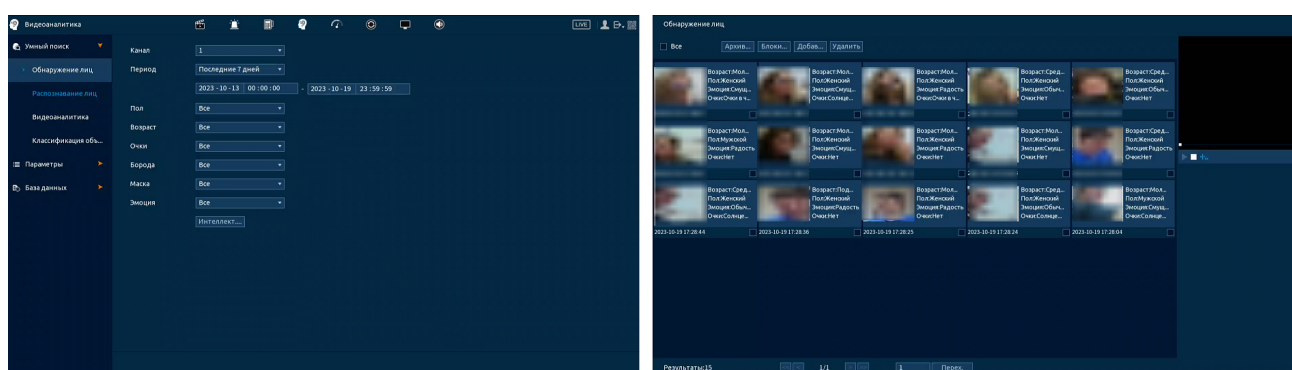 Видеоаналитика
LIVE
Умный поиск
Обнаружение лиц
Распознавание лиц
Видеоаналитика
Классификация объ...
Параметры
База данных
Канал 1
Период Последние 7 дней
2023 -10 -13 00 : 00 : 00 - 2023 -10 -19 23 : 59 : 59
Пол Все
Возраст Все
Очки Все
Борода Все
Маска Все
Эмоция Все
Интеллект....
Обнаружение лиц
Все Архив... Блоки... Добав... Удалить
Возраст:Мол... Возраст:Мол... Возраст:Мол... Возраст:Сред... Возраст:Сред...
Пол:Женский Пол:Женский Пол:Женский Пол:Женский Пол:Женский
Эмоция:Смущ... Эмоция:Смущ... Эмоция:Радость Эмоция:Обыч... Эмоция:Обыч...
Очки:Очки в ч... Очки:Солнце... Очки:Очки в ч... Очки:Нет Очки:Нет
Возраст:Мол... Возраст:Мол... Возраст:Мол... Возраст:Мол... Возраст:Сред...
Пол:Мужской Пол:Женский Пол:Женский Пол:Женский Пол:Женский
Эмоция:Радость Эмоция:Смущ... Эмоция:Радость Эмоция:Смущ... Эмоция:Радость
Очки:Нет Очки:Нет Очки:Нет Очки:Нет Очки:Нет
Возраст:Сред... Возраст:Под... Возраст:Мол... Возраст:Сред... Возраст:Мол...
Пол:Женский Пол:Женский Пол:Женский Пол:Женский Пол:Мужской
Эмоция:Обыч... Эмоция:Радость Эмоция:Радость Эмоция:Обыч... Эмоция:Смущ...
Очки:Солнце... Очки:Нет Очки:Нет Очки:Солнце... Очки:Солнце...
2023-10-19 17:28:44 2023-10-19 17:28:36 2023-10-19 17:28:25 2023-10-19 17:28:24 2023-10-19 17:28:04
Результаты:15 1/1 1 Перех.